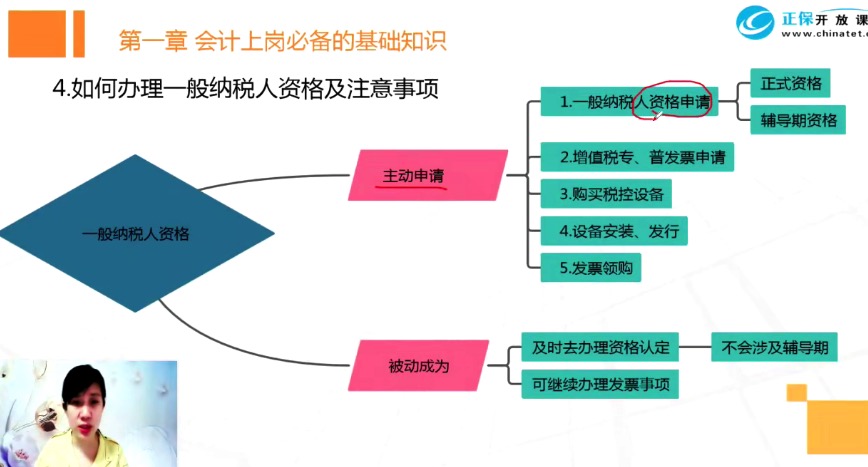 正保开放课
www.chinatet.c
第一章 会计上岗必备的基础知识
4.如何办理一般纳税人资格及注意事项
一般纳税人资格
主动申请
1.一般纳税人资格申请
正式资格
辅导期资格
2.增值税专、普发票申请
3.购买税控设备
4.设备安装、发行
5.发票领购
被动成为
及时去办理资格认定
不会涉及辅导期
可继续办理发票事项